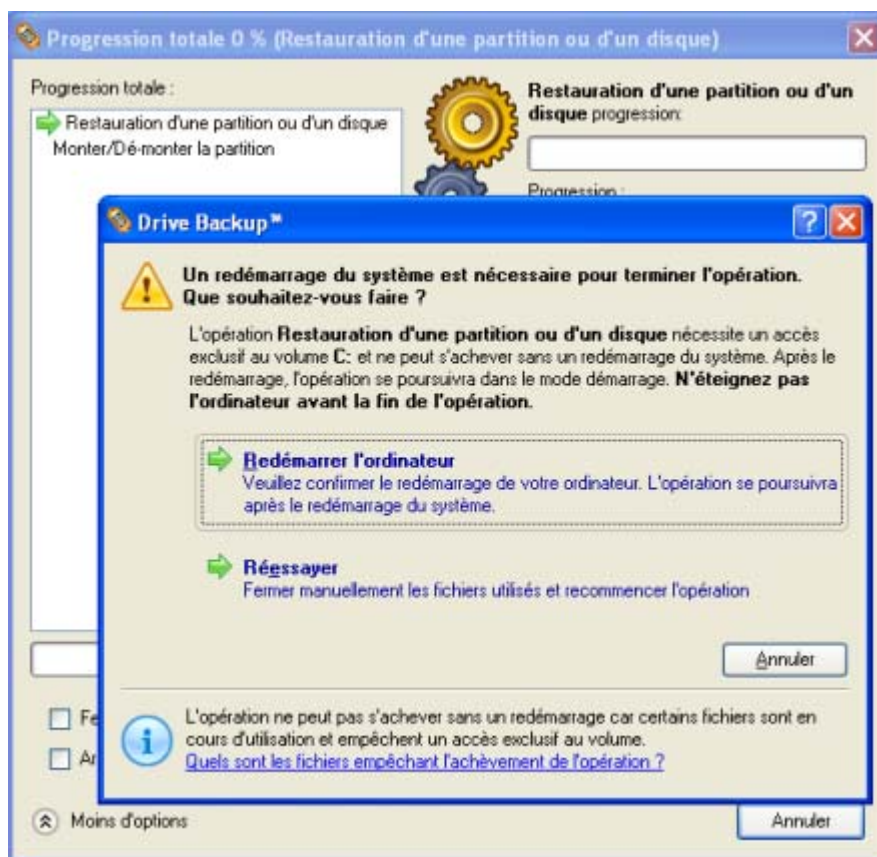 Progression totale 0 % (Restauration d'une partition ou d'un disque)
Progression totale :
Restauration d'une partition ou d'un disque
Monter/Dé-monter la partition
Restauration d'une partition ou d'un
disque progression:
Progression :
Drive Backup™
Un redémarrage du système est nécessaire pour terminer l'opération.
Que souhaitez-vous faire ?
L'opération Restauration d'une partition ou d'un disque nécessite un accès
exclusif au volume C: et ne peut s'achever sans un redémarrage du système. Après le
redémarrage, l'opération se poursuivra dans le mode démarrage. N'éteignez pas
l'ordinateur avant la fin de l'opération.
Redémarrer l'ordinateur
Veuillez confirmer le redémarrage de votre ordinateur. L'opération se poursuivra
après le redémarrage du système.
Réessayer
Fermer manuellement les fichiers utilisés et recommencer l'opération
Annuler
L'opération ne peut pas s'achever sans un redémarrage car certains fichiers sont en
cours d'utilisation et empêchent un accès exclusif au volume.
Quels sont les fichiers empêchant l'achèvement de l'opération ?
Fe
Ar
Moins d'options
Annuler